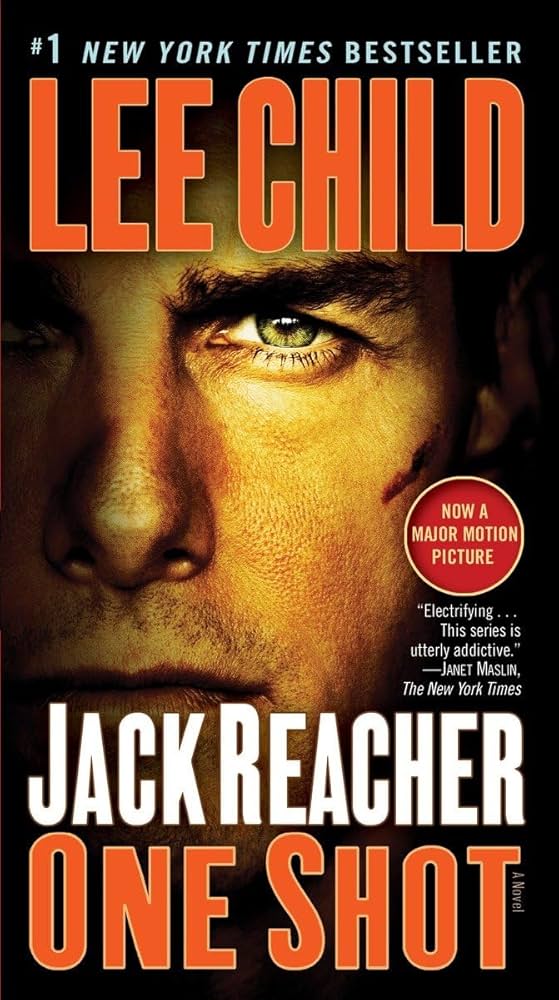 #1 NEW YORK TIMES BESTSELLER
LEE CHILD
NOW A
MAJOR MOTION
PICTURE
“Electrifying . . .
This series is
utterly addictive.”
—JANET MASLIN,
The New York Times
JACK REACHER
ONE SHOT
A Novel